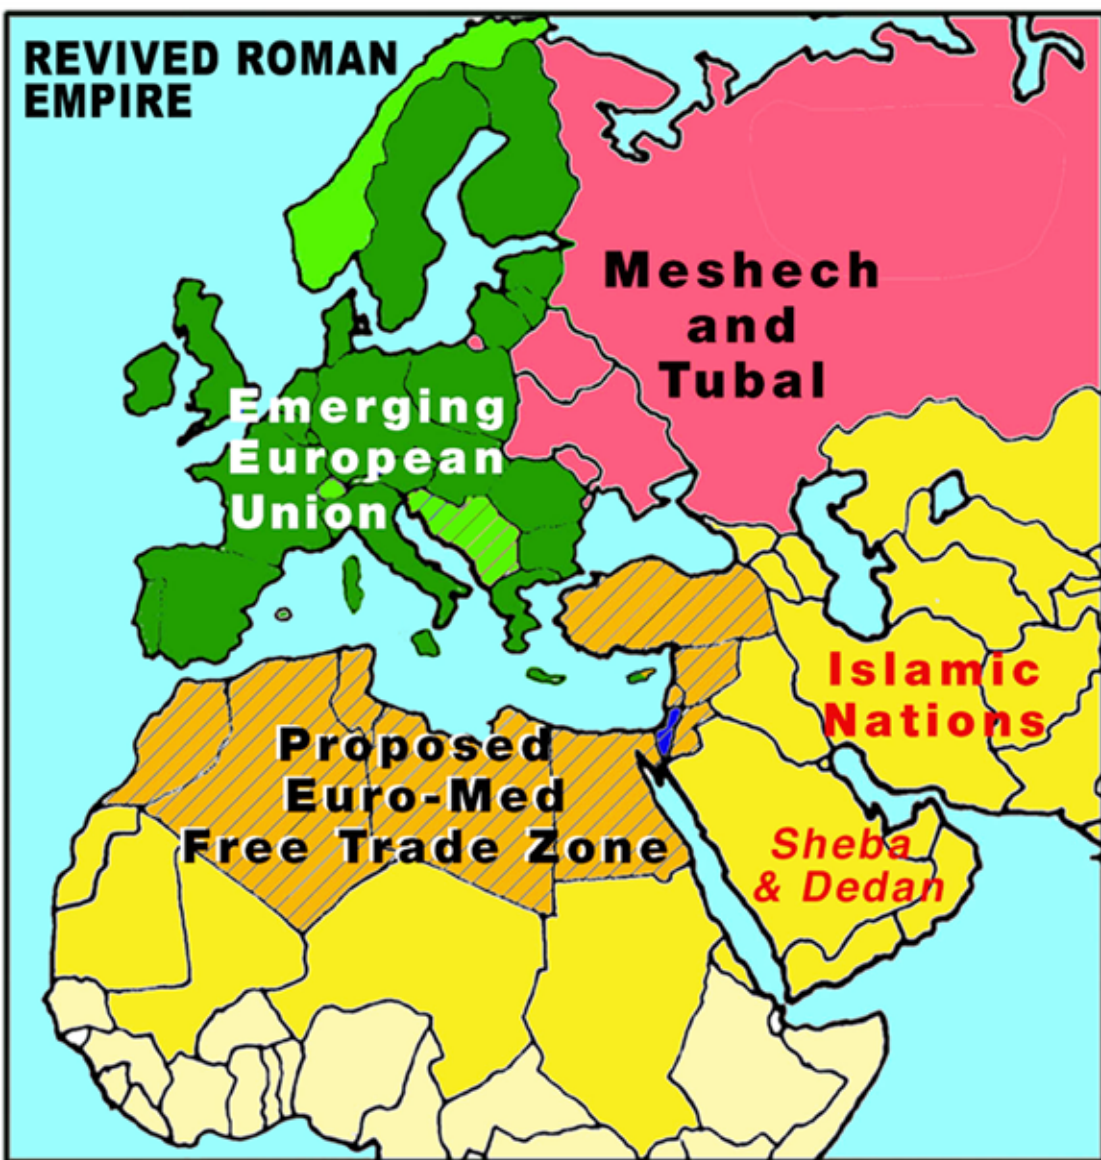 REVIVED ROMAN
EMPIRE
Meshech
and
Tubal
Emerging
European
Union
Islamic
Nations
Proposed
Euro-Med
Free Trade Zone
Sheba
& Dedan